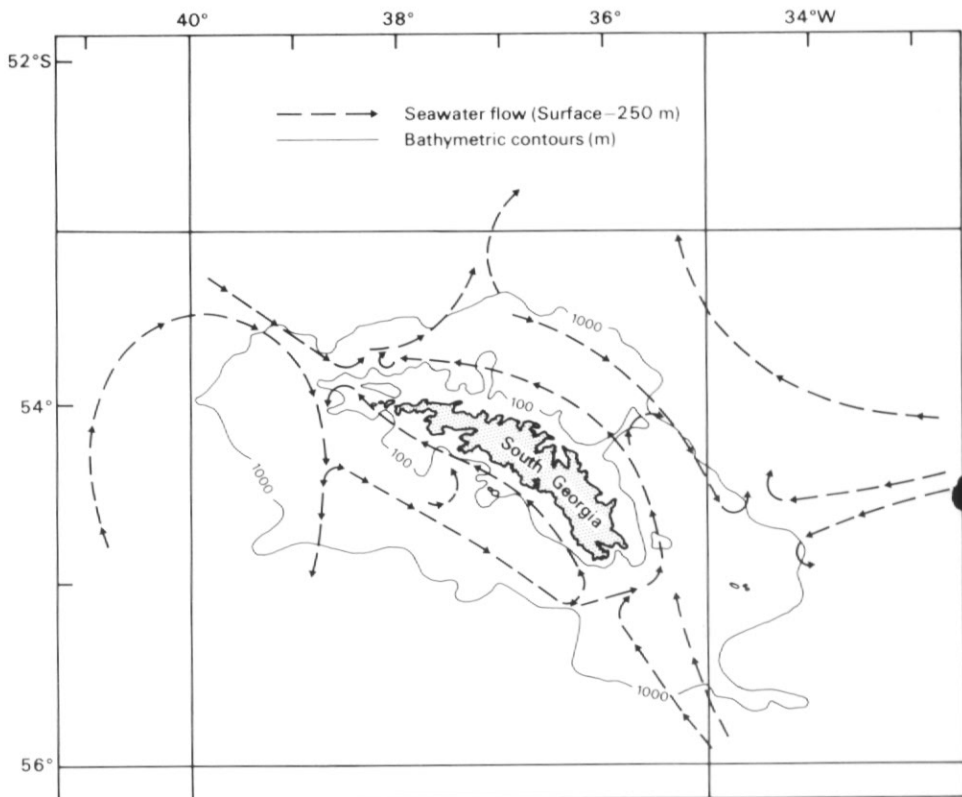 40° 38° 36° 34°W
52°S
Seawater flow (Surface–250 m)
Bathymetric contours (m)
1000
100
54°
South Georgia
100
1000
1000
56°